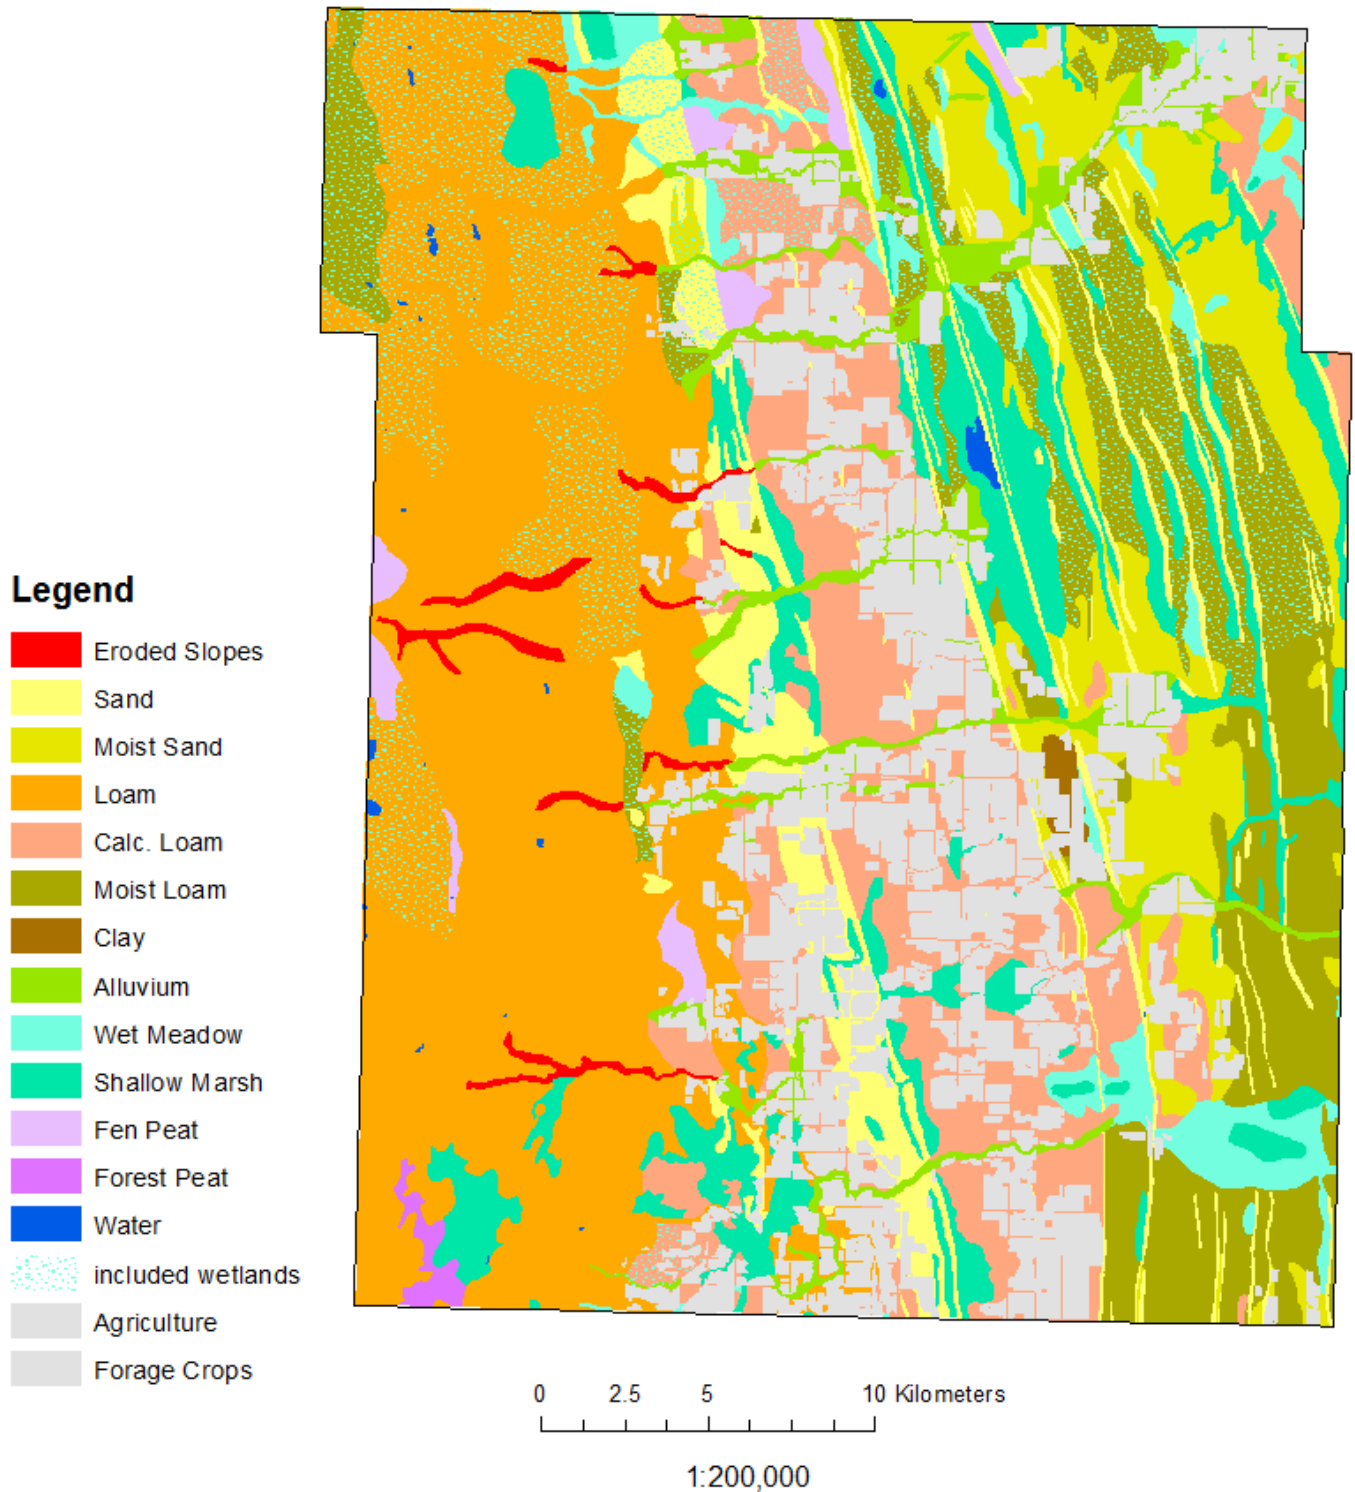 Legend
Eroded Slopes
Sand
Moist Sand
Loam
Calc. Loam
Moist Loam
Clay
Alluvium
Wet Meadow
Shallow Marsh
Fen Peat
Forest Peat
Water
included wetlands
Agriculture
Forage Crops
0 2.5 5 10 Kilometers
1:200,000